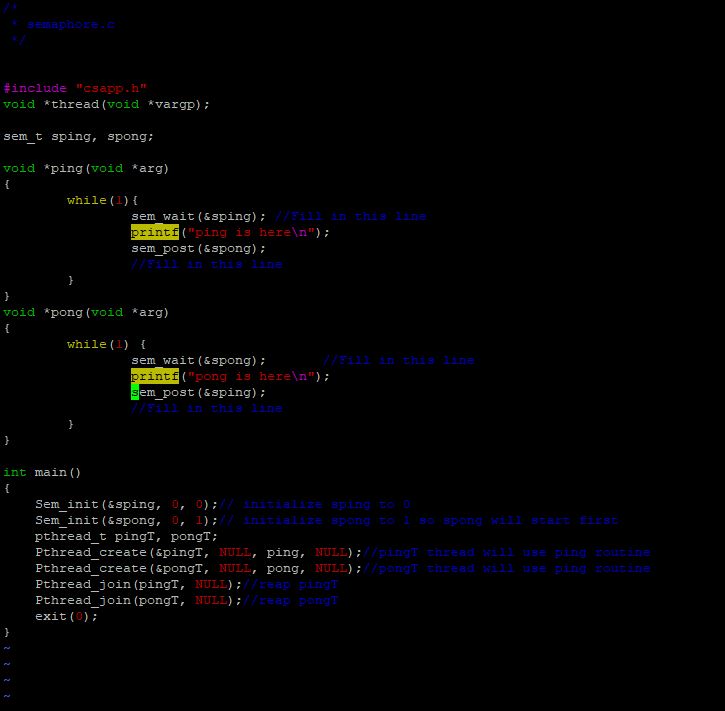 /*
 * semaphore.c
 */
#include "csapp.h"
void *thread(void *vargp);
sem_t sping, spong;
void *ping(void *arg)
{
while(1){
sem_wait(&sping); //Fill in this line
printf("ping is here\n");
sem_post(&spong);
//Fill in this line
}
}
void *pong(void *arg)
{
while(1) {
sem_wait(&spong); //Fill in this line
printf("pong is here\n");
sem_post(&sping);
//Fill in this line
}
}
int main()
{
Sem_init(&sping, 0, 0);// initialize sping to 0
Sem_init(&spong, 0, 1);// initialize spong to 1 so spong will start first
pthread_t pingT, pongT;
Pthread_create(&pingT, NULL, ping, NULL);//pingT thread will use ping routine
Pthread_create(&pongT, NULL, pong, NULL);//pongT thread will use ping routine
Pthread_join(pingT, NULL);//reap pingT
Pthread_join(pongT, NULL);//reap pongT
exit(0);
}
~
~
~
~